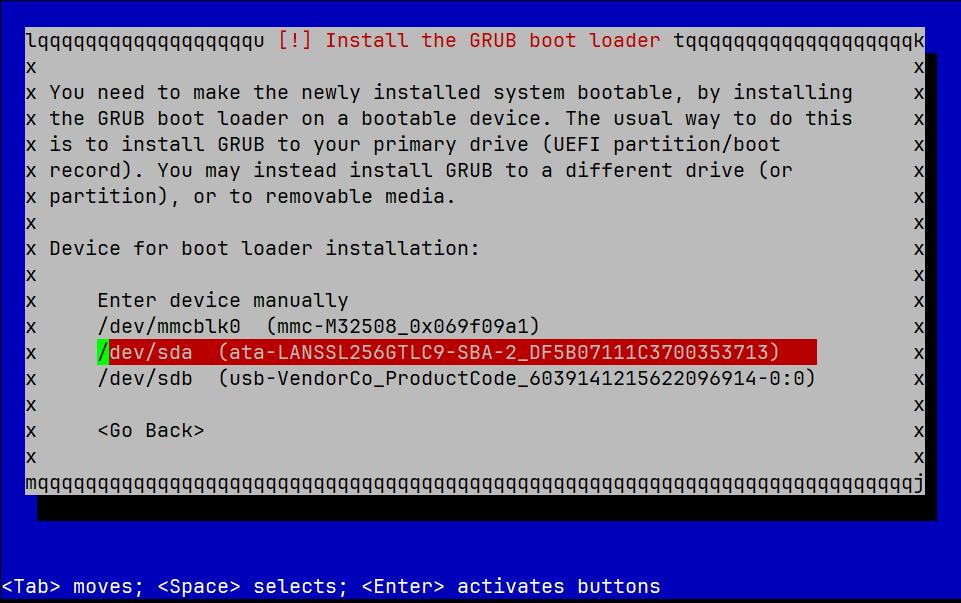 lqqqqqqqqqqqqqqqqqqqu [!] Install the GRUB boot loader tqqqqqqqqqqqqqqqqqqqqk
x x
x You need to make the newly installed system bootable, by installing x
x the GRUB boot loader on a bootable device. The usual way to do this x
x is to install GRUB to your primary drive (UEFI partition/boot x
x record). You may instead install GRUB to a different drive (or x
x partition), or to removable media. x
x x
x Device for boot loader installation: x
x x
x Enter device manually x
x /dev/mmcblk0 (mmc-M32508_0x069f09a1) x
x /dev/sda (ata-LANSSL256GTLC9-SBA-2_DF5B07111C3700353713) x
x /dev/sdb (usb-VendorCo_ProductCode_6039141215622096914-0:0) x
x x
x <Go Back> x
x x
mqqqqqqqqqqqqqqqqqqqqqqqqqqqqqqqqqqqqqqqqqqqqqqqqqqqqqqqqqqqqqqqqqqqqqqqqqj
<Tab> moves; <Space> selects; <Enter> activates buttons